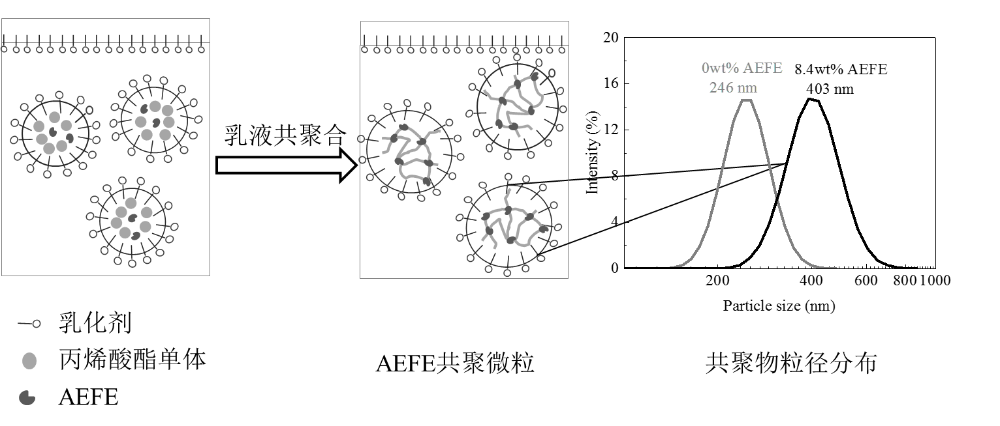 乳液共聚合
乳化剂
丙烯酸酯单体
AEFE
AEFE共聚微粒
20
16
12
8
4
0
Intensity (%)
0wt% AEFE
246 nm
8.4wt% AEFE
403 nm
200 400 600 800 1000
Particle size (nm)
共聚物粒径分布